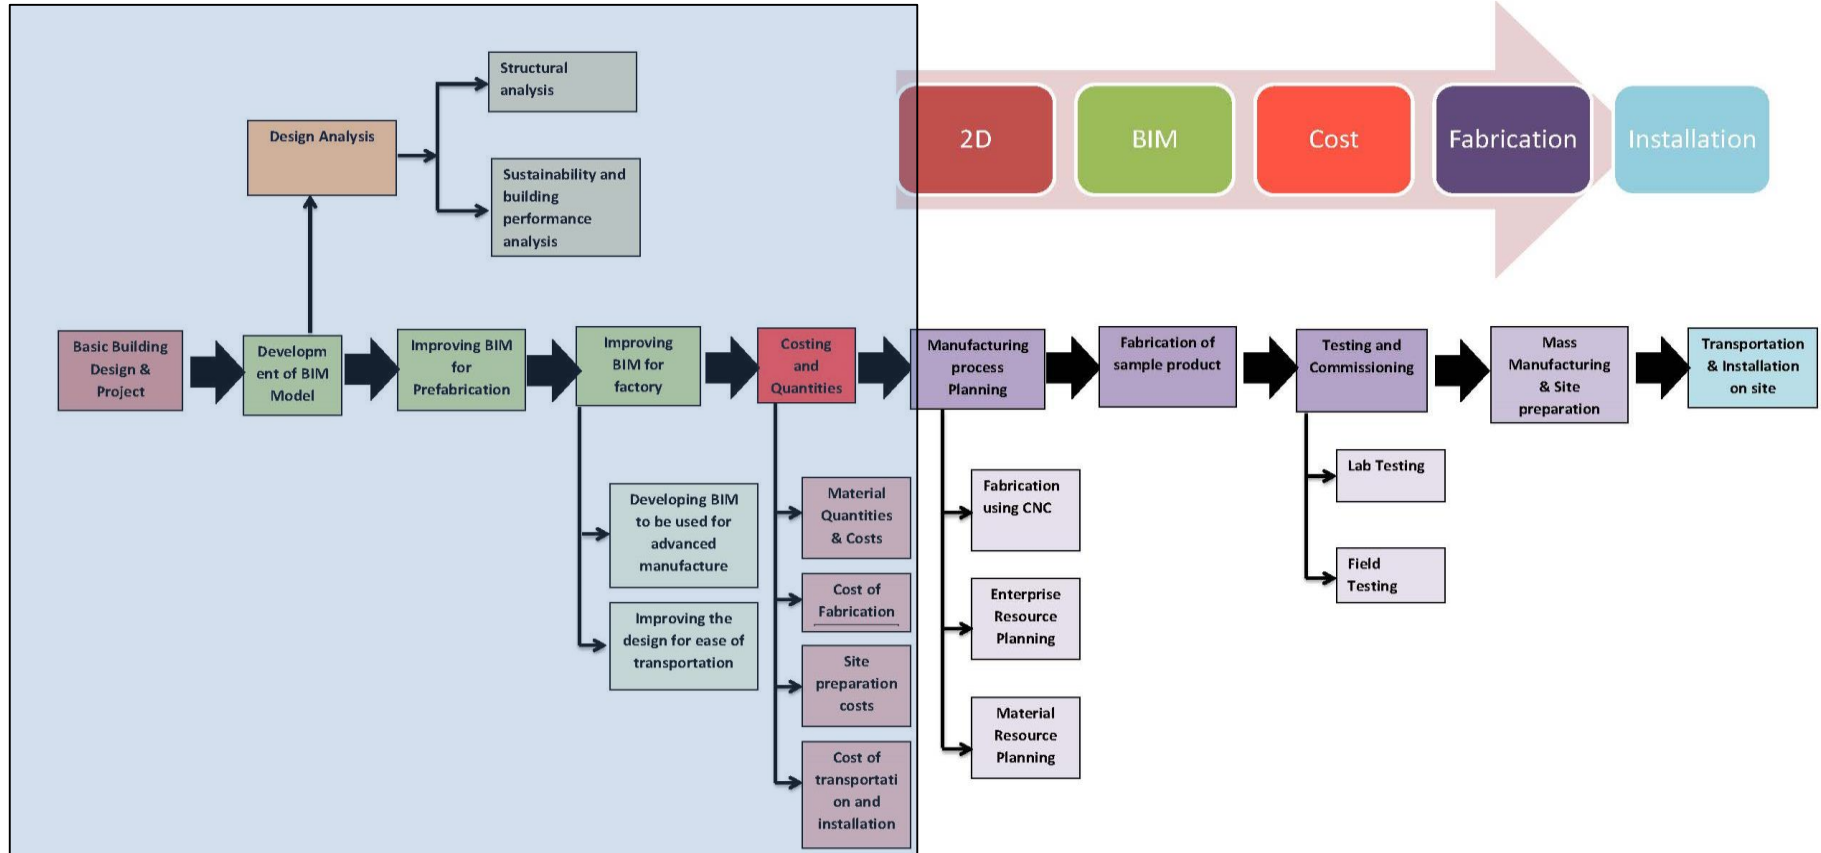 Structural
analysis
Design Analysis
Sustainability and
building
performance
analysis
2D
BIM
Cost
Fabrication
Installation
Basic Building
Design &
Project
Developm
ent of BIM
Model
Improving BIM
for
Prefabrication
Improving
BIM for
factory
Costing
and
Quantities
Manufacturing
process
Planning
Fabrication of
sample product
Testing and
Commissioning
Mass
Manufacturing
& Site
preparation
Transportation
& Installation
on site
Developing BIM
to be used for
advanced
manufacture
Improving the
design for ease of
transportation
Material
Quantities
& Costs
Cost of
Fabrication
Site
preparation
costs
Cost of
transportati
on and
installation
Fabrication
using CNC
Enterprise
Resource
Planning
Material
Resource
Planning
Lab Testing
Field
Testing